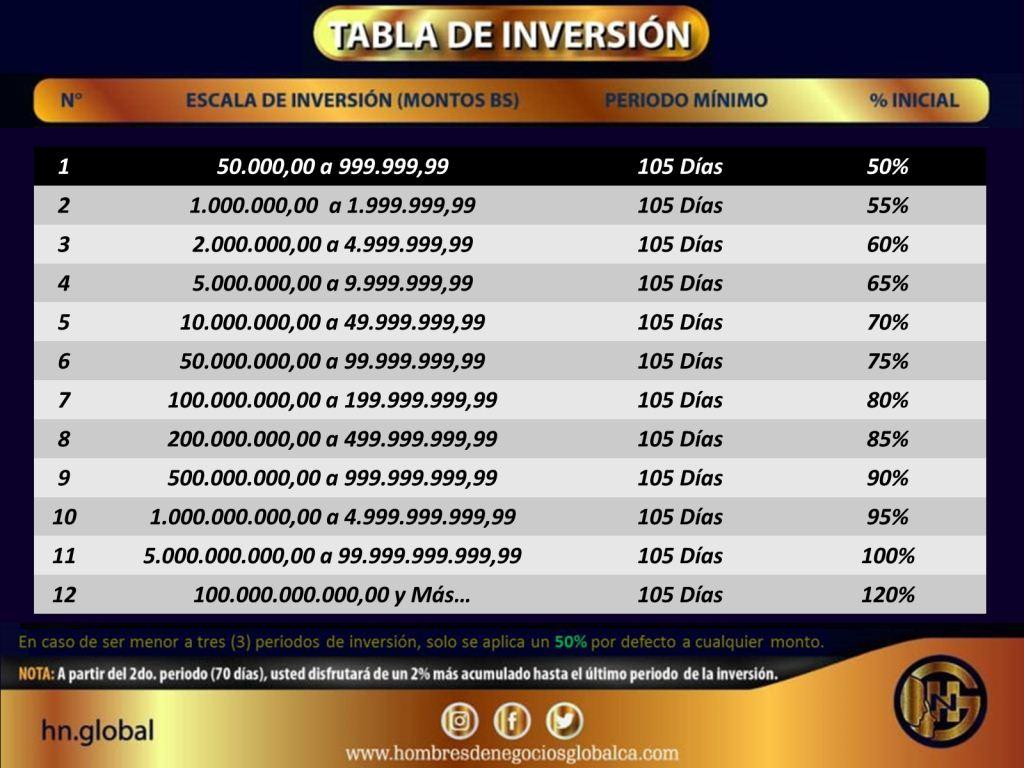 TABLA DE INVERSIÓN
N° ESCALA DE INVERSIÓN (MONTOS BS) PERIODO MÍNIMO % INICIAL
1 50.000,00 a 999.999,99 105 Días 50%
2 1.000.000,00 a 1.999.999,99 105 Días 55%
3 2.000.000,00 a 4.999.999,99 105 Días 60%
4 5.000.000,00 a 9.999.999,99 105 Días 65%
5 10.000.000,00 a 49.999.999,99 105 Días 70%
6 50.000.000,00 a 99.999.999,99 105 Días 75%
7 100.000.000,00 a 199.999.999,99 105 Días 80%
8 200.000.000,00 a 499.999.999,99 105 Días 85%
9 500.000.000,00 a 999.999.999,99 105 Días 90%
10 1.000.000.000,00 a 4.999.999.999,99 105 Días 95%
11 5.000.000.000,00 a 99.999.999.999,99 105 Días 100%
12 100.000.000.000,00 y Más... 105 Días 120%
En caso de ser menor a tres (3) periodos de inversión, solo se aplica un 50% por defecto a cualquier monto.
NOTA: A partir del 2do. periodo (70 días), usted disfrutará de un 2% más acumulado hasta el último periodo de la inversión.
hn.global
www.hombresdenegociosglobalca.com